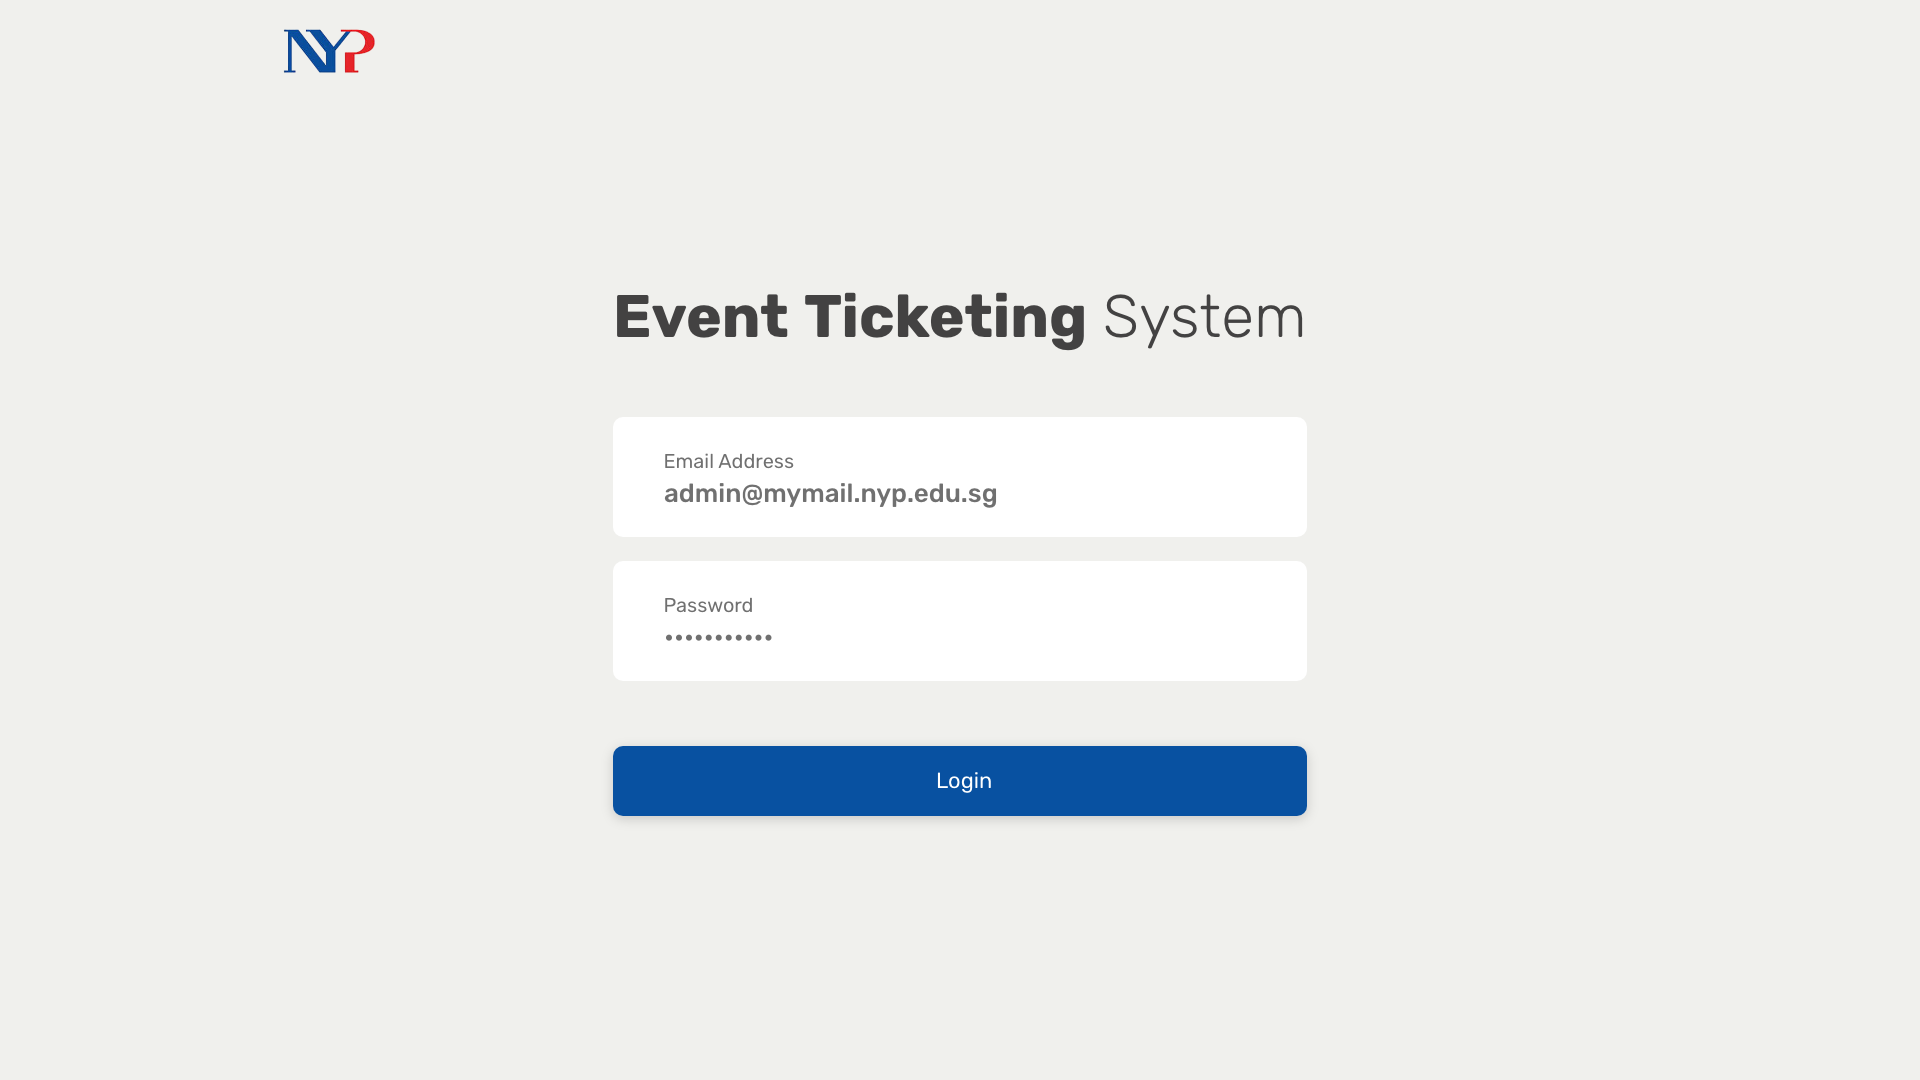 NYP
Event Ticketing System
Email Address
admin@mymail.nyp.edu.sg
Password
•••••••••••
Login